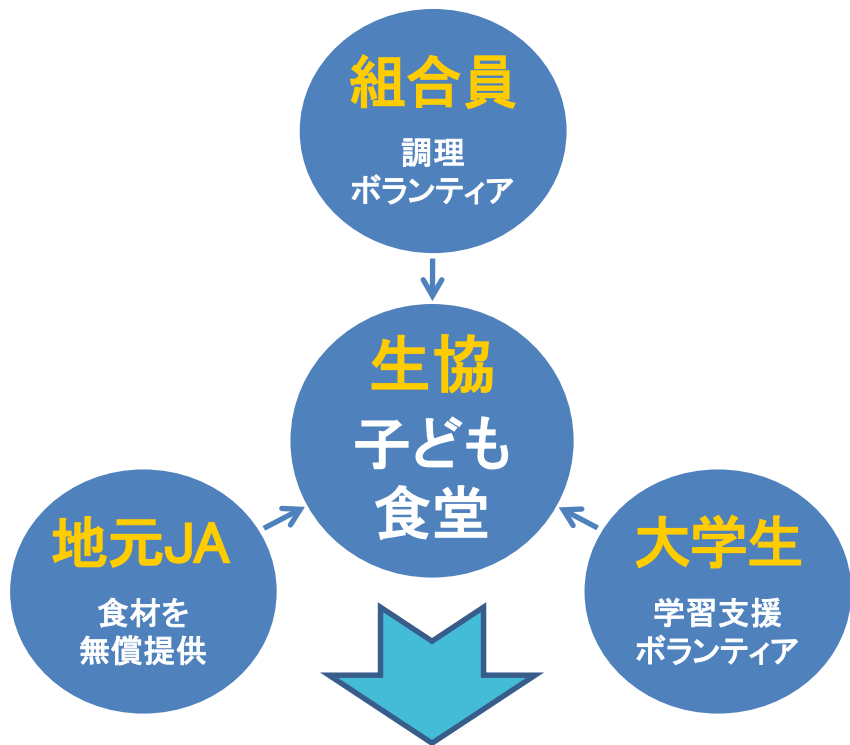 組合員
調理
ボランティア
生協
子ども
食堂
地元JA
食材を
無償提供
大学生
学習支援
ボランティア